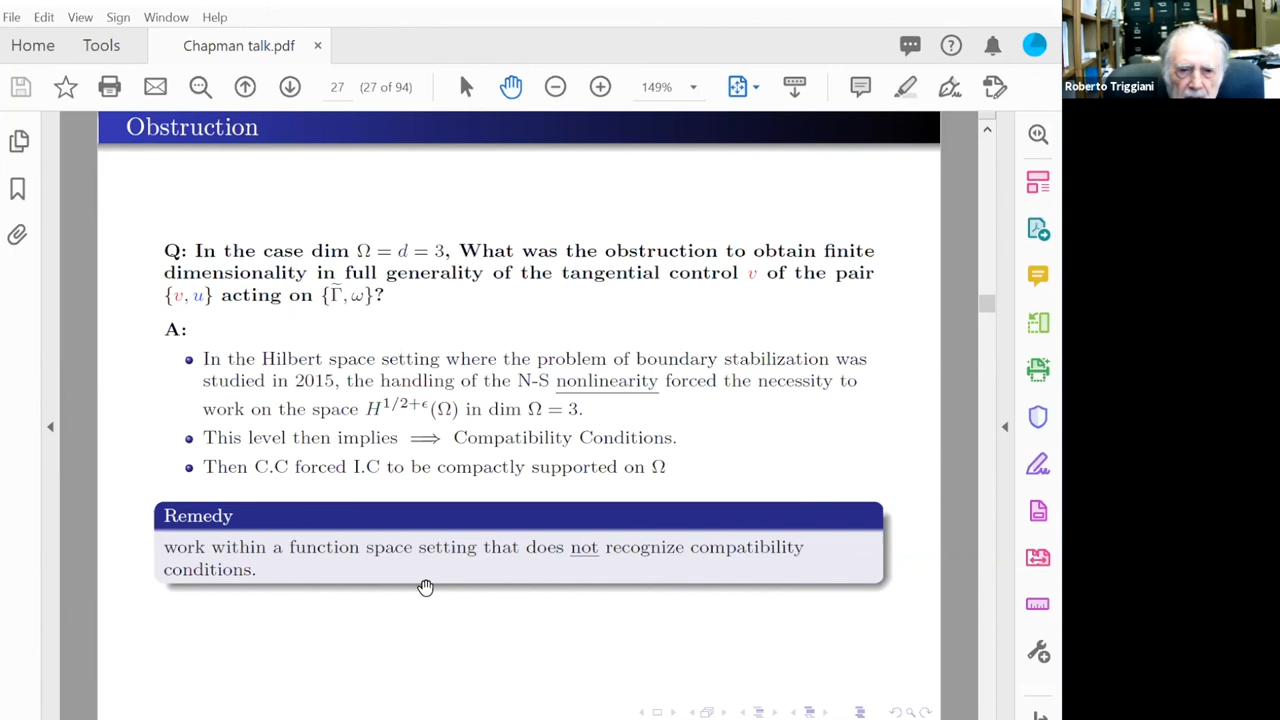 File Edit View Sign Window Help
Home Tools Chapman talk.pdf ×
27 (27 of 94) 149%
Roberto Triggiani
Obstruction
Q: In the case dim Ω = d = 3, What was the obstruction to obtain finite
dimensionality in full generality of the tangential control v of the pair
{v, u} acting on {Γ̃, ω}?
A:
In the Hilbert space setting where the problem of boundary stabilization was
studied in 2015, the handling of the N-S nonlinearity forced the necessity to
work on the space H^{1/2+ϵ}(Ω) in dim Ω = 3.
This level then implies ⟹ Compatibility Conditions.
Then C.C forced I.C to be compactly supported on Ω
Remedy
work within a function space setting that does not recognize compatibility
conditions.